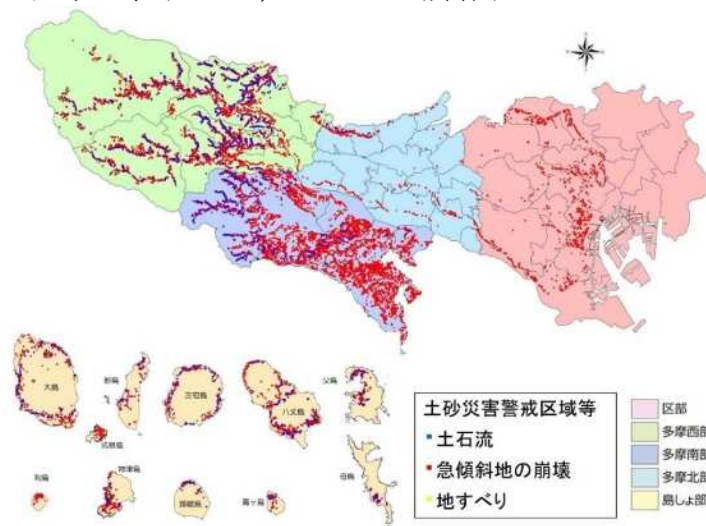 大島
新島
三宅島
八丈島
父島
式根島
利島
神津島
御蔵島
青ヶ島
母島
土砂災害警戒区域等
土石流
急傾斜地の崩壊
地すべり
区部
多摩西部
多摩南部
多摩北部
島しょ部